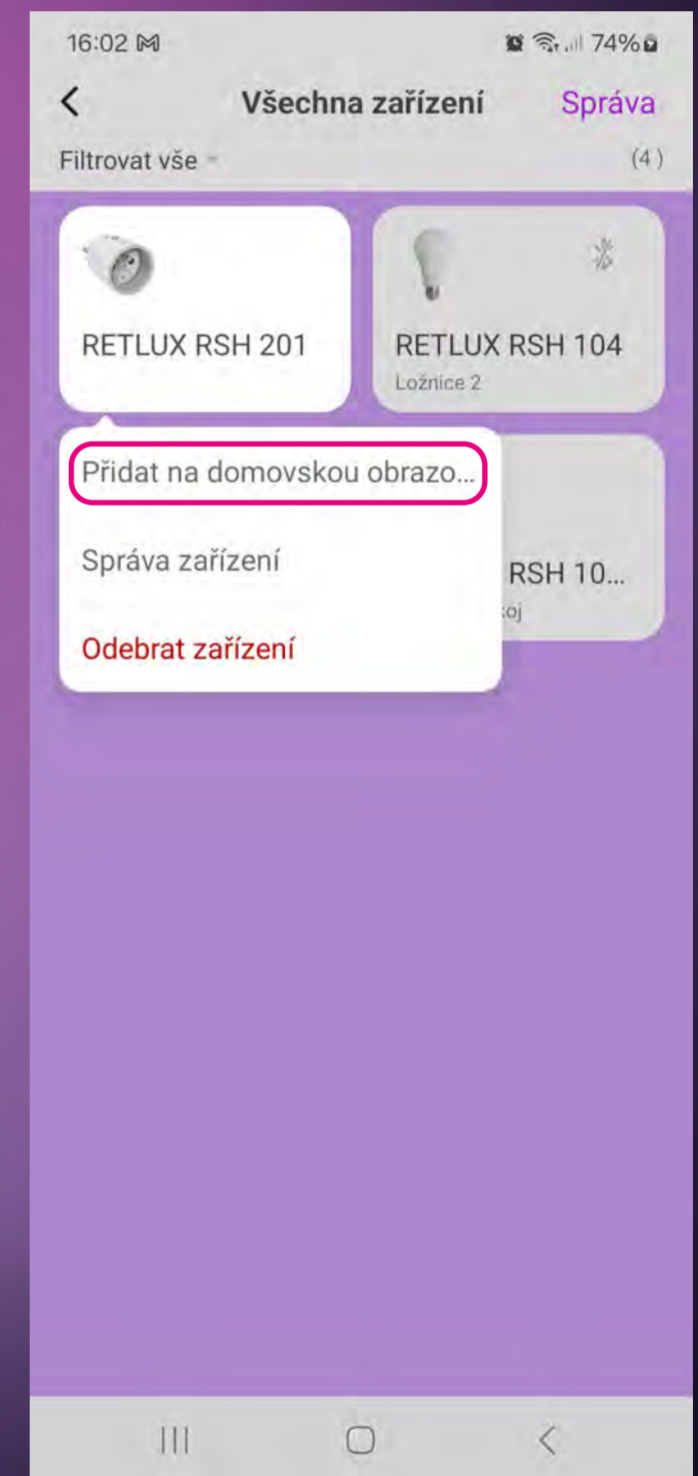 16:02
74%
Všechna zařízení
Správa
Filtrovat vše
(4)
RETLUX RSH 201
RETLUX RSH 104
Ložnice 2
Přidat na domovskou obrazo...
Správa zařízení
Odebrat zařízení
RSH 10...
oj